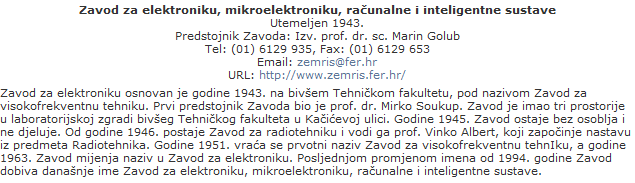 Zavod za elektroniku, mikroelektroniku, računalne i inteligentne sustave
Utemeljen 1943.
Predstojnik Zavoda: Izv. prof. dr. sc. Marin Golub
Tel: (01) 6129 935, Fax: (01) 6129 653
Email: zemris@fer.hr
URL: http://www.zemris.fer.hr/
Zavod za elektroniku osnovan je godine 1943. na bivšem Tehničkom fakultetu, pod nazivom Zavod za
visokofrekventnu tehniku. Prvi predstojnik Zavoda bio je prof. dr. Mirko Soukup. Zavod je imao tri prostorije
u laboratorijskoj zgradi bivšeg Tehničkog fakulteta u Kačićevoj ulici. Godine 1945. Zavod ostaje bez osoblja i
ne djeluje. Od godine 1946. postaje Zavod za radiotehniku i vodi ga prof. Vinko Albert, koji započinje nastavu
iz predmeta Radiotehnika. Godine 1951. vraća se prvotni naziv Zavod za visokofrekventnu tehnIku, a godine
1963. Zavod mijenja naziv u Zavod za elektroniku. Posljednjom promjenom imena od 1994. godine Zavod
dobiva današnje ime Zavod za elektroniku, mikroelektroniku, računalne i inteligentne sustave.